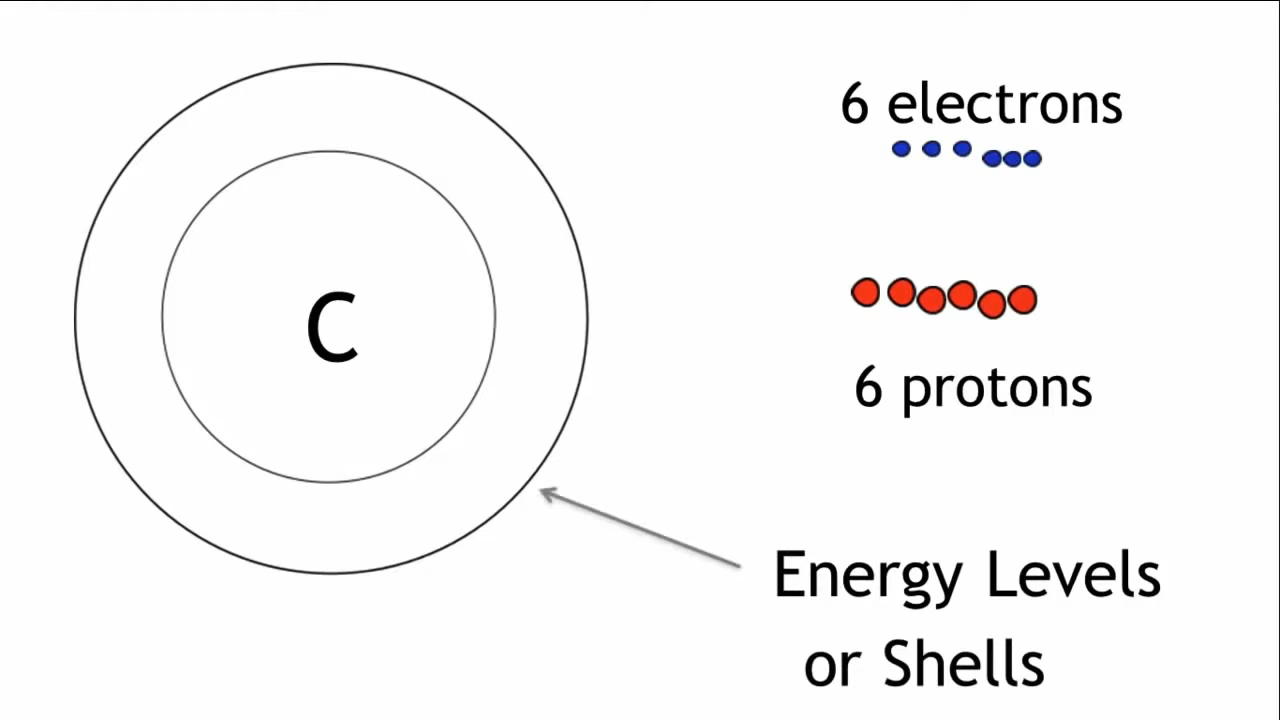 C
6 electrons
6 protons
Energy Levels
or Shells